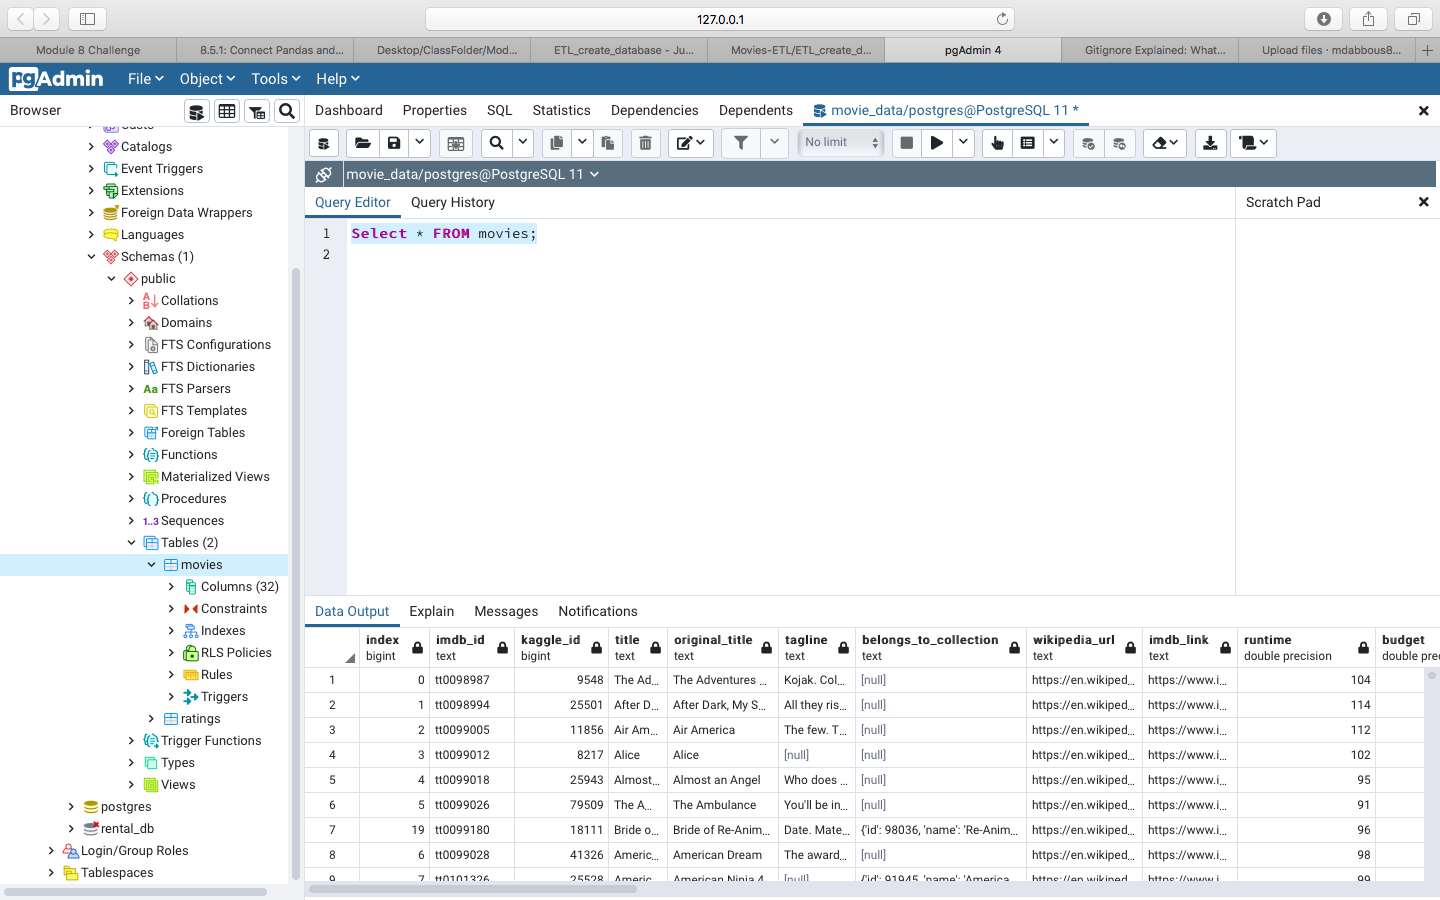 127.0.0.1
Module 8 Challenge
8.5.1: Connect Pandas and...
Desktop/ClassFolder/Mod...
ETL_create_database - Ju...
Movies-ETL/ETL_create_d...
pgAdmin 4
Gitignore Explained: What...
Upload files · mdabbous8...
pgAdmin
File
Object
Tools
Help
Browser
Dashboard
Properties
SQL
Statistics
Dependencies
Dependents
movie_data/postgres@PostgreSQL 11 *
No limit
movie_data/postgres@PostgreSQL 11
Query Editor
Query History
Scratch Pad
1 Select * FROM movies;
2
Catalogs
Event Triggers
Extensions
Foreign Data Wrappers
Languages
Schemas (1)
public
Collations
Domains
FTS Configurations
FTS Dictionaries
Aa FTS Parsers
FTS Templates
Foreign Tables
Functions
Materialized Views
Procedures
1..3 Sequences
Tables (2)
movies
Columns (32)
Constraints
Indexes
RLS Policies
Rules
Triggers
ratings
Trigger Functions
Types
Views
postgres
rental_db
Login/Group Roles
Tablespaces
Data Output
Explain
Messages
Notifications
index imdb_id kaggle_id title original_title tagline belongs_to_collection wikipedia_url imdb_link runtime budget
bigint text bigint text text text text text text double precision double prec
1 0 tt0098987 9548 The Ad... The Adventures ... Kojak. Col... [null] https://en.wikiped... https://www.i... 104
2 1 tt0098994 25501 After D... After Dark, My S... All they ris... [null] https://en.wikiped... https://www.i... 114
3 2 tt0099005 11856 Air Am... Air America The few. T... [null] https://en.wikiped... https://www.i... 112
4 3 tt0099012 8217 Alice Alice [null] [null] https://en.wikiped... https://www.i... 102
5 4 tt0099018 25943 Almost... Almost an Angel Who does ... [null] https://en.wikiped... https://www.i... 95
6 5 tt0099026 79509 The A... The Ambulance You'll be in... [null] https://en.wikiped... https://www.i... 91
7 19 tt0099180 18111 Bride o... Bride of Re-Anim... Date. Mate... {'id': 98036, 'name': 'Re-Anim... https://en.wikiped... https://www.i... 96
8 6 tt0099028 41326 Americ... American Dream The award... [null] https://en.wikiped... https://www.i... 98
9 7 tt0101326 25528 Americ... American Ninja 4 [null] {'id': 91945, 'name': 'America... https://en.wikiped... https://www.i... 99